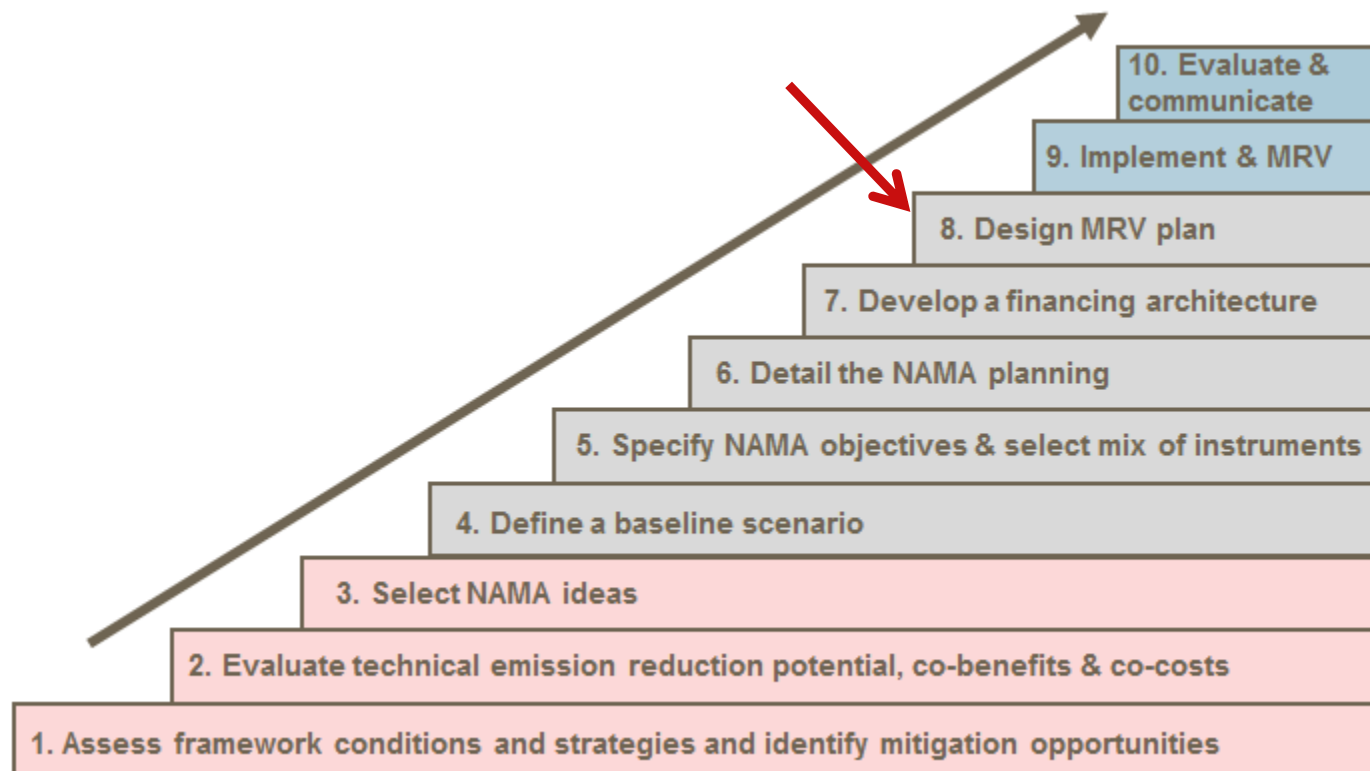 10. Evaluate &
communicate
9. Implement & MRV
8. Design MRV plan
7. Develop a financing architecture
6. Detail the NAMA planning
5. Specify NAMA objectives & select mix of instruments
4. Define a baseline scenario
3. Select NAMA ideas
2. Evaluate technical emission reduction potential, co-benefits & co-costs
1. Assess framework conditions and strategies and identify mitigation opportunities